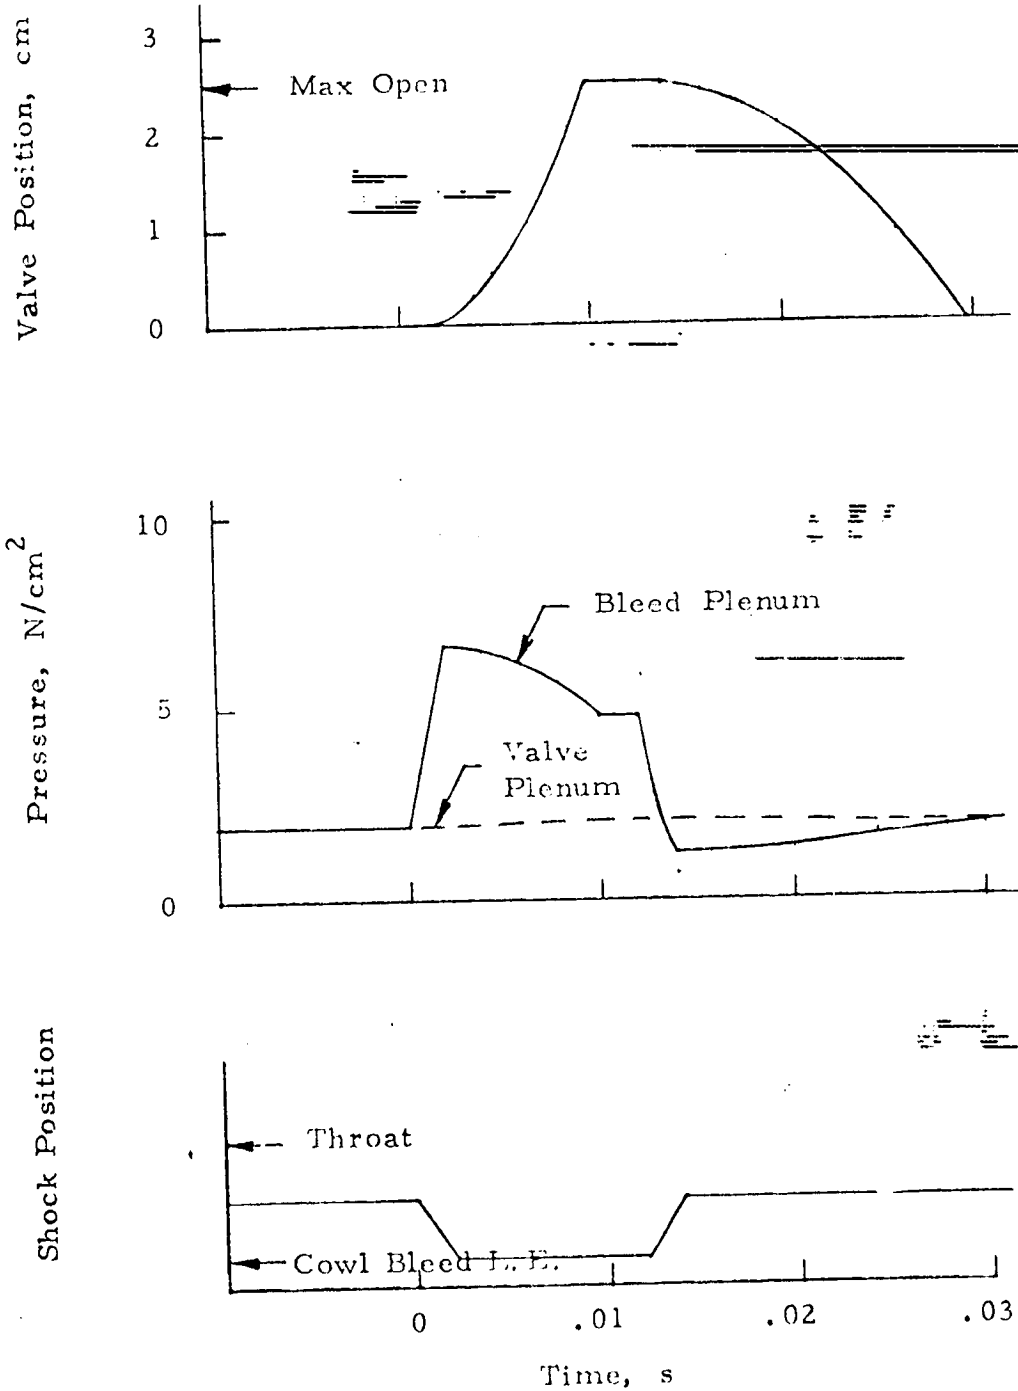 Valve Position, cm
3
Max Open
2
1
0
Pressure, N/cm2
10
Bleed Plenum
5
Valve
Plenum
0
Shock Position
Throat
Cowl Bleed L.E.
0
.01
.02
.03
Time, s